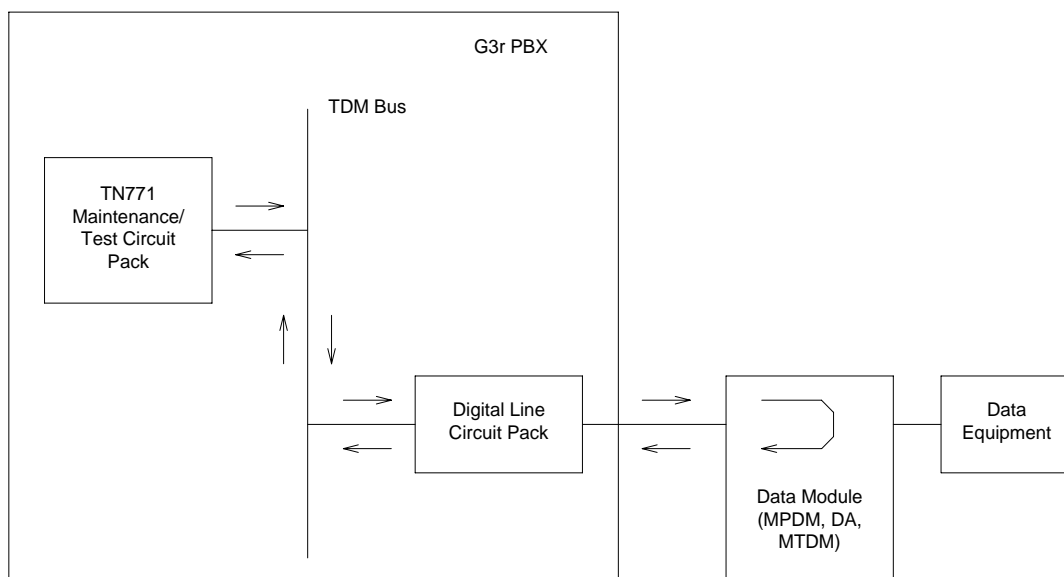 G3r PBX
TDM Bus
TN771
Maintenance/
Test Circuit
Pack
Digital Line
Circuit Pack
Data
Equipment
Data Module
(MPDM, DA,
MTDM)